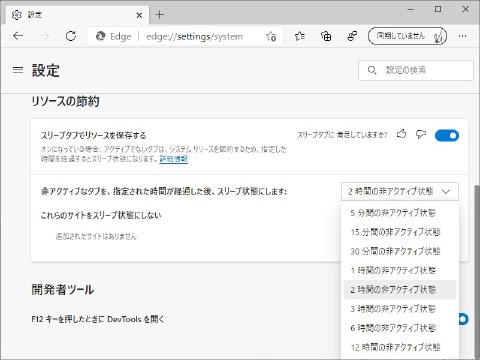 設定
Edge
edge://settings/system
同期していません
設定
設定の検索
リソースの節約
スリープタブでリソースを保存する
スリープタブに満足していますか?
オンになっている場合、アクティブでないタブは、システム リソースを節約するため、指定した
時間を経過するとスリープ状態になります。詳細情報
非アクティブなタブを、指定された時間が経過した後、スリープ状態にします:
2 時間の非アクティブ状態
これらのサイトをスリープ状態にしない
追加されたサイトはありません
5 分間の非アクティブ状態
15 分間の非アクティブ状態
30 分間の非アクティブ状態
1 時間の非アクティブ状態
2 時間の非アクティブ状態
3 時間の非アクティブ状態
6 時間の非アクティブ状態
12 時間の非アクティブ状態
開発者ツール
F12 キーを押したときに DevTools を開く